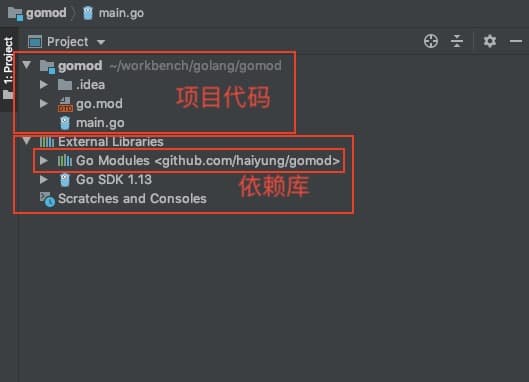 gomod main.go
1: Project
Project
gomod ~/workbench/golang/gomod
.idea
go.mod
main.go
项目代码
External Libraries
Go Modules <github.com/haiyung/gomod>
Go SDK 1.13
依赖库
Scratches and Consoles